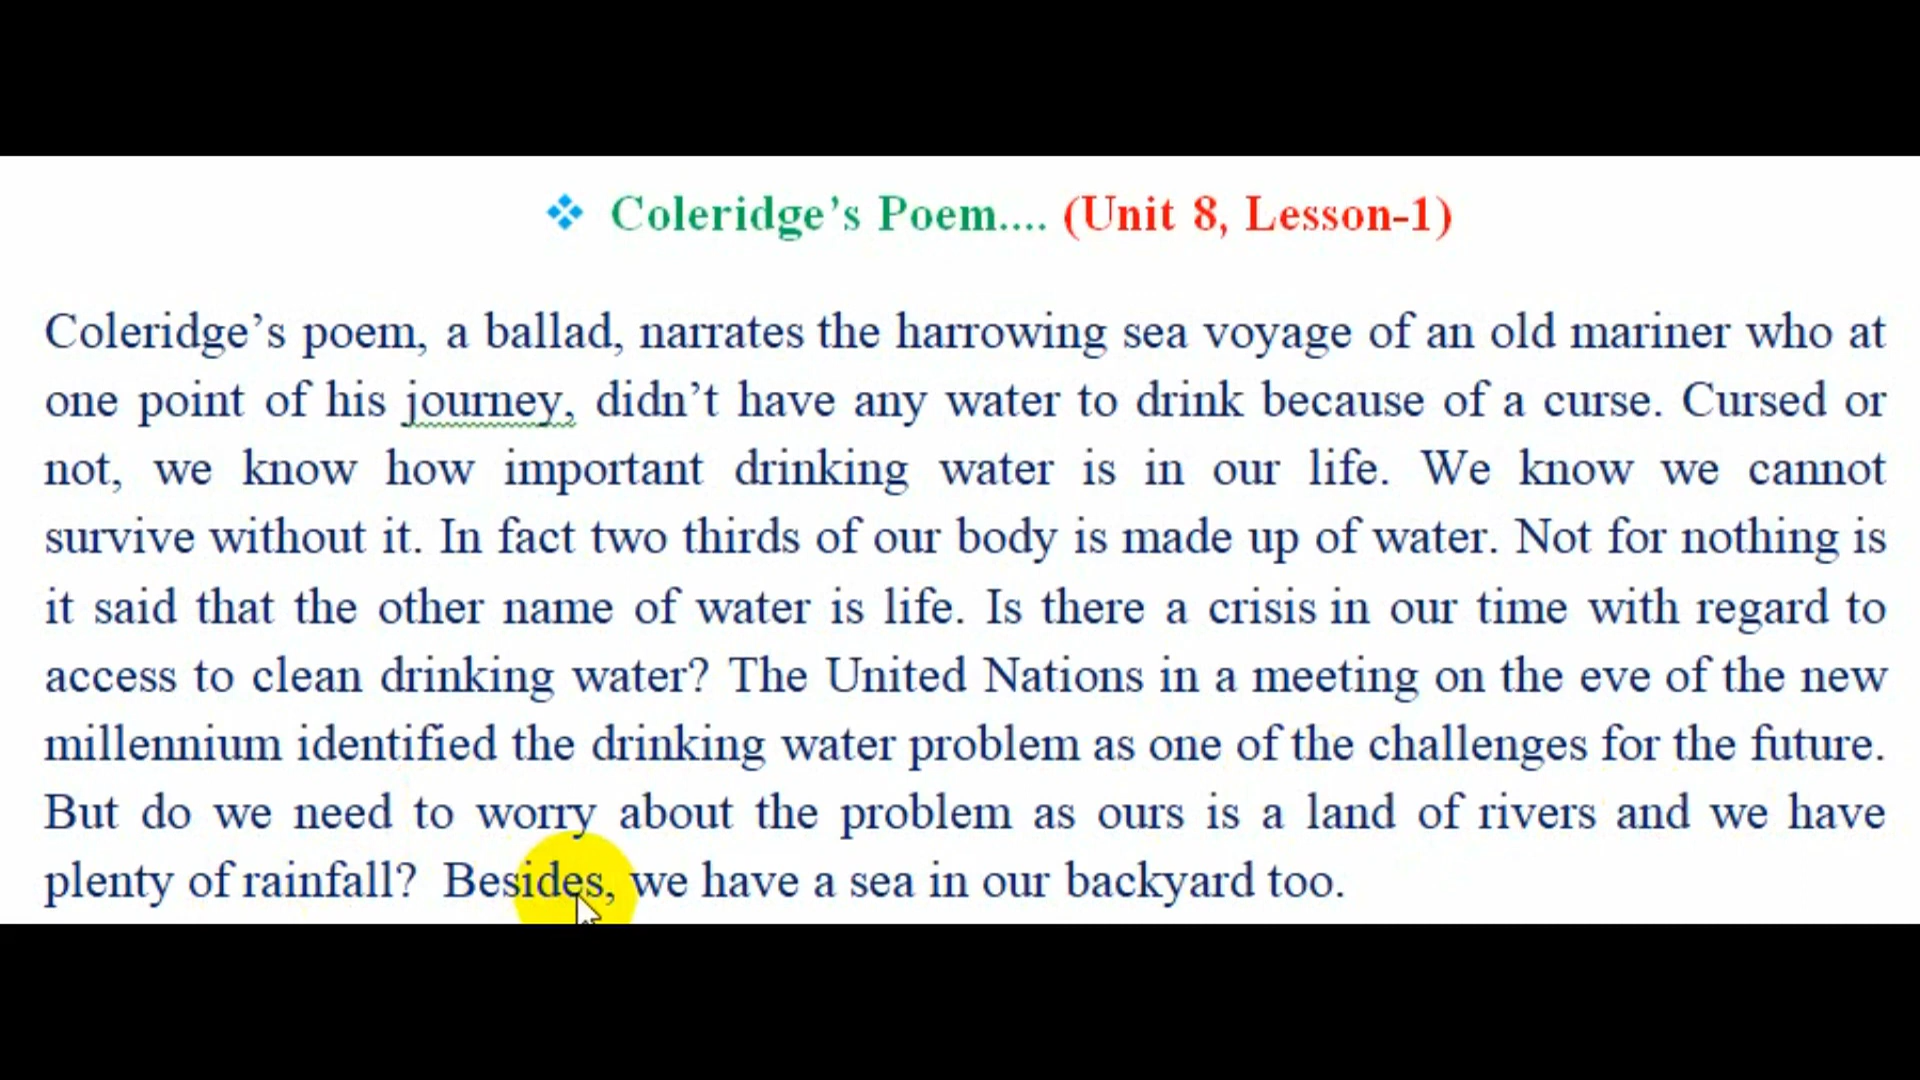 ❖ Coleridge’s Poem.... (Unit 8, Lesson-1)
Coleridge’s poem, a ballad, narrates the harrowing sea voyage of an old mariner who at
one point of his journey, didn’t have any water to drink because of a curse. Cursed or
not, we know how important drinking water is in our life. We know we cannot
survive without it. In fact two thirds of our body is made up of water. Not for nothing is
it said that the other name of water is life. Is there a crisis in our time with regard to
access to clean drinking water? The United Nations in a meeting on the eve of the new
millennium identified the drinking water problem as one of the challenges for the future.
But do we need to worry about the problem as ours is a land of rivers and we have
plenty of rainfall? Besides, we have a sea in our backyard too.